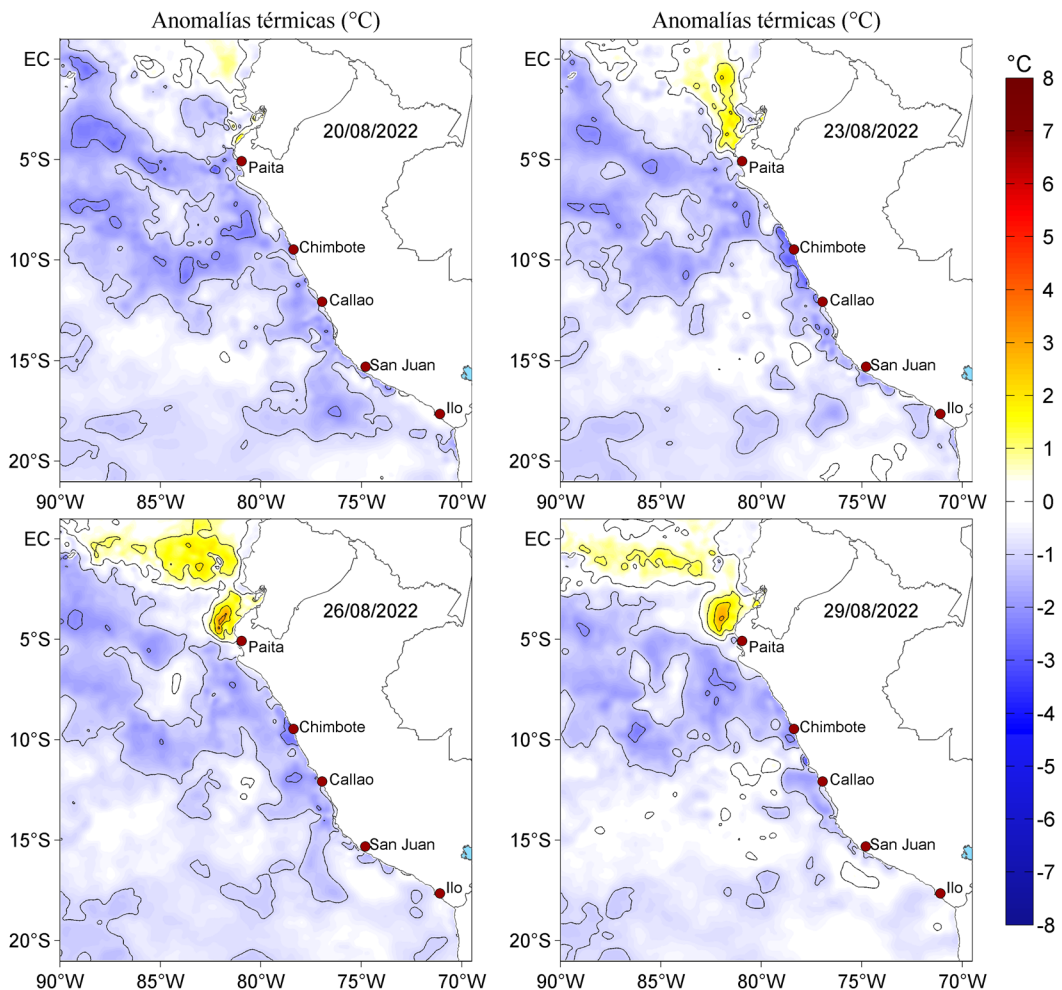 Anomalías térmicas (°C)
Anomalías térmicas (°C)
EC
5°S
10°S
15°S
20°S
90°W
85°W
80°W
75°W
70°W
20/08/2022
Paita
Chimbote
Callao
San Juan
Ilo
EC
5°S
10°S
15°S
20°S
90°W
85°W
80°W
75°W
70°W
23/08/2022
Paita
Chimbote
Callao
San Juan
Ilo
EC
5°S
10°S
15°S
20°S
90°W
85°W
80°W
75°W
70°W
26/08/2022
Paita
Chimbote
Callao
San Juan
Ilo
EC
5°S
10°S
15°S
20°S
90°W
85°W
80°W
75°W
70°W
29/08/2022
Paita
Chimbote
Callao
San Juan
Ilo
°C
8
7
6
5
4
3
2
1
0
-1
-2
-3
-4
-5
-6
-7
-8